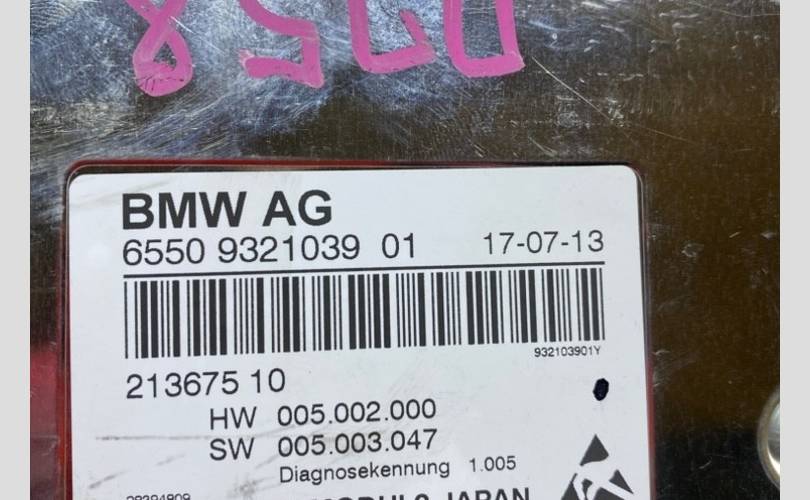 BMW AG
6550 9321039 01 17-07-13
932103901Y
213675 10
HW 005.002.000
SW 005.003.047
Diagnosekennung 1.005
JAPAN